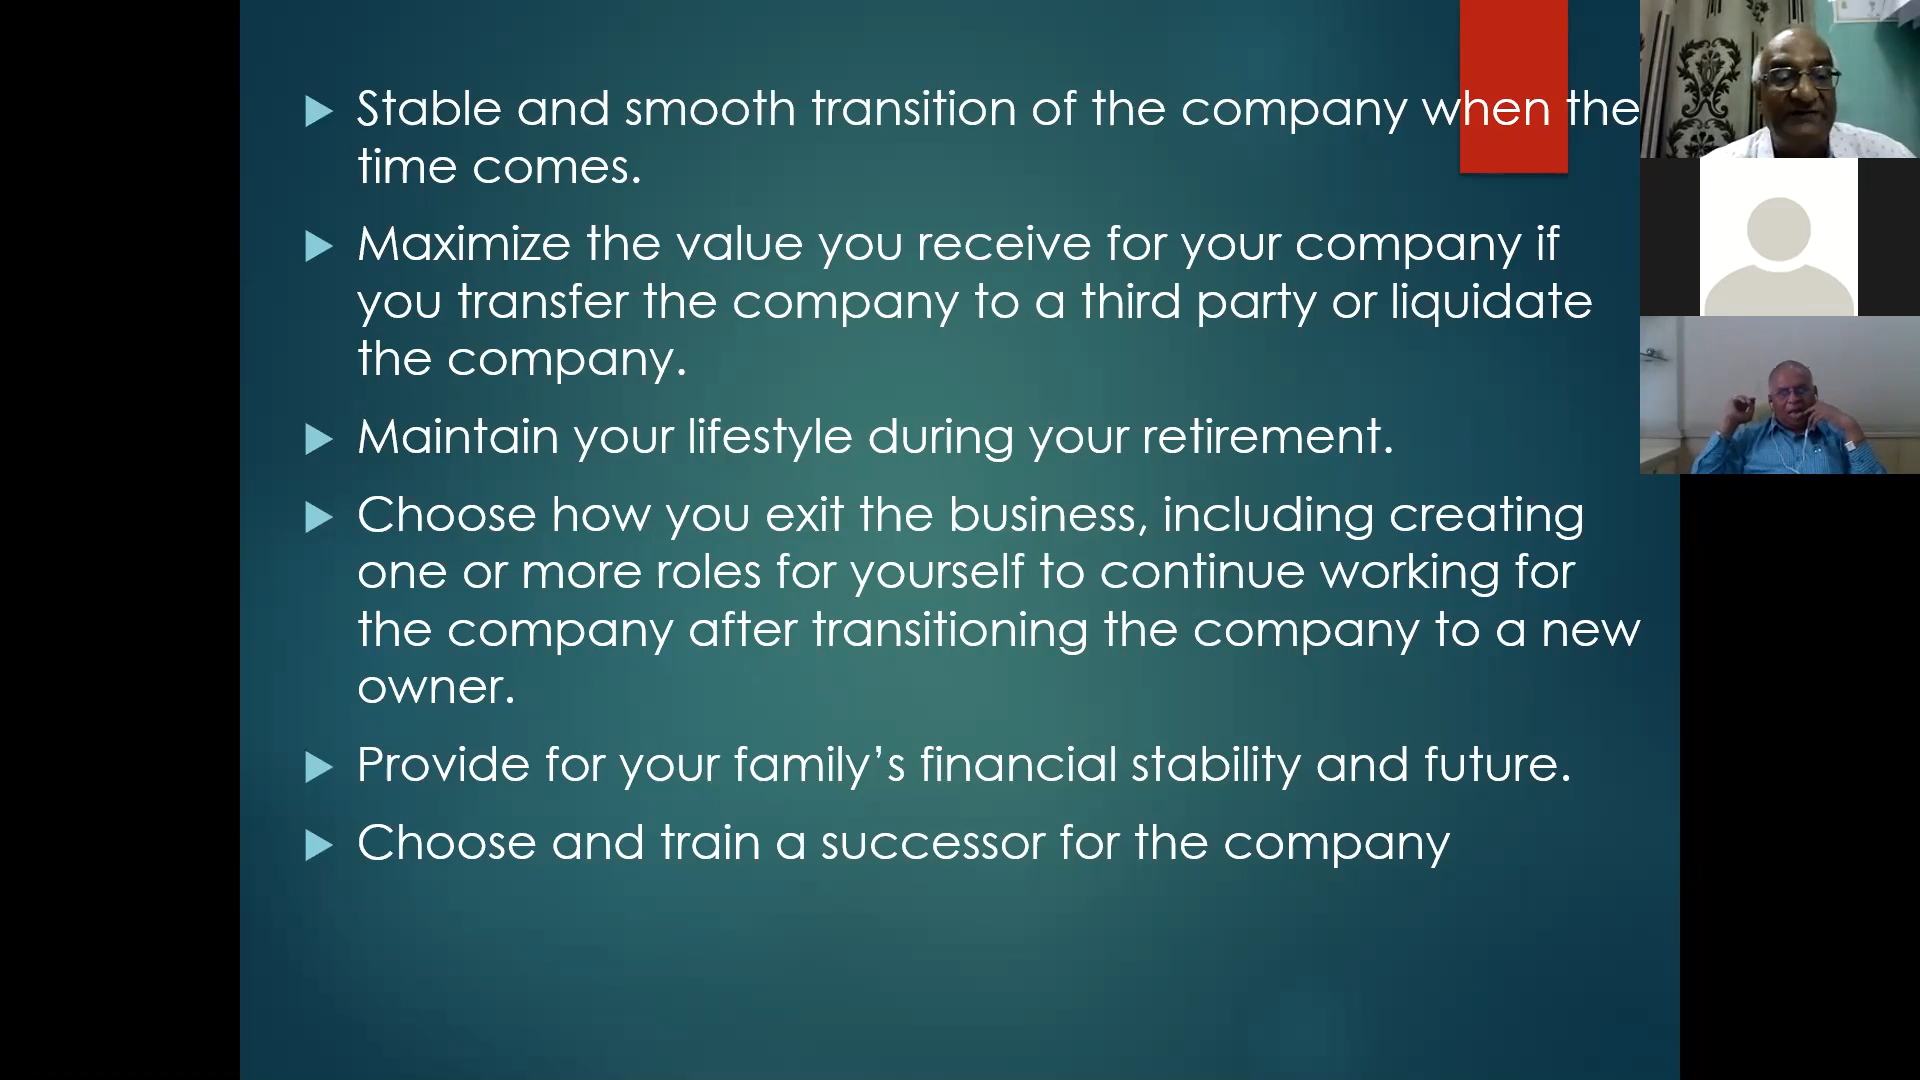 Stable and smooth transition of the company when the
time comes.
Maximize the value you receive for your company if
you transfer the company to a third party or liquidate
the company.
Maintain your lifestyle during your retirement.
Choose how you exit the business, including creating
one or more roles for yourself to continue working for
the company after transitioning the company to a new
owner.
Provide for your family’s financial stability and future.
Choose and train a successor for the company